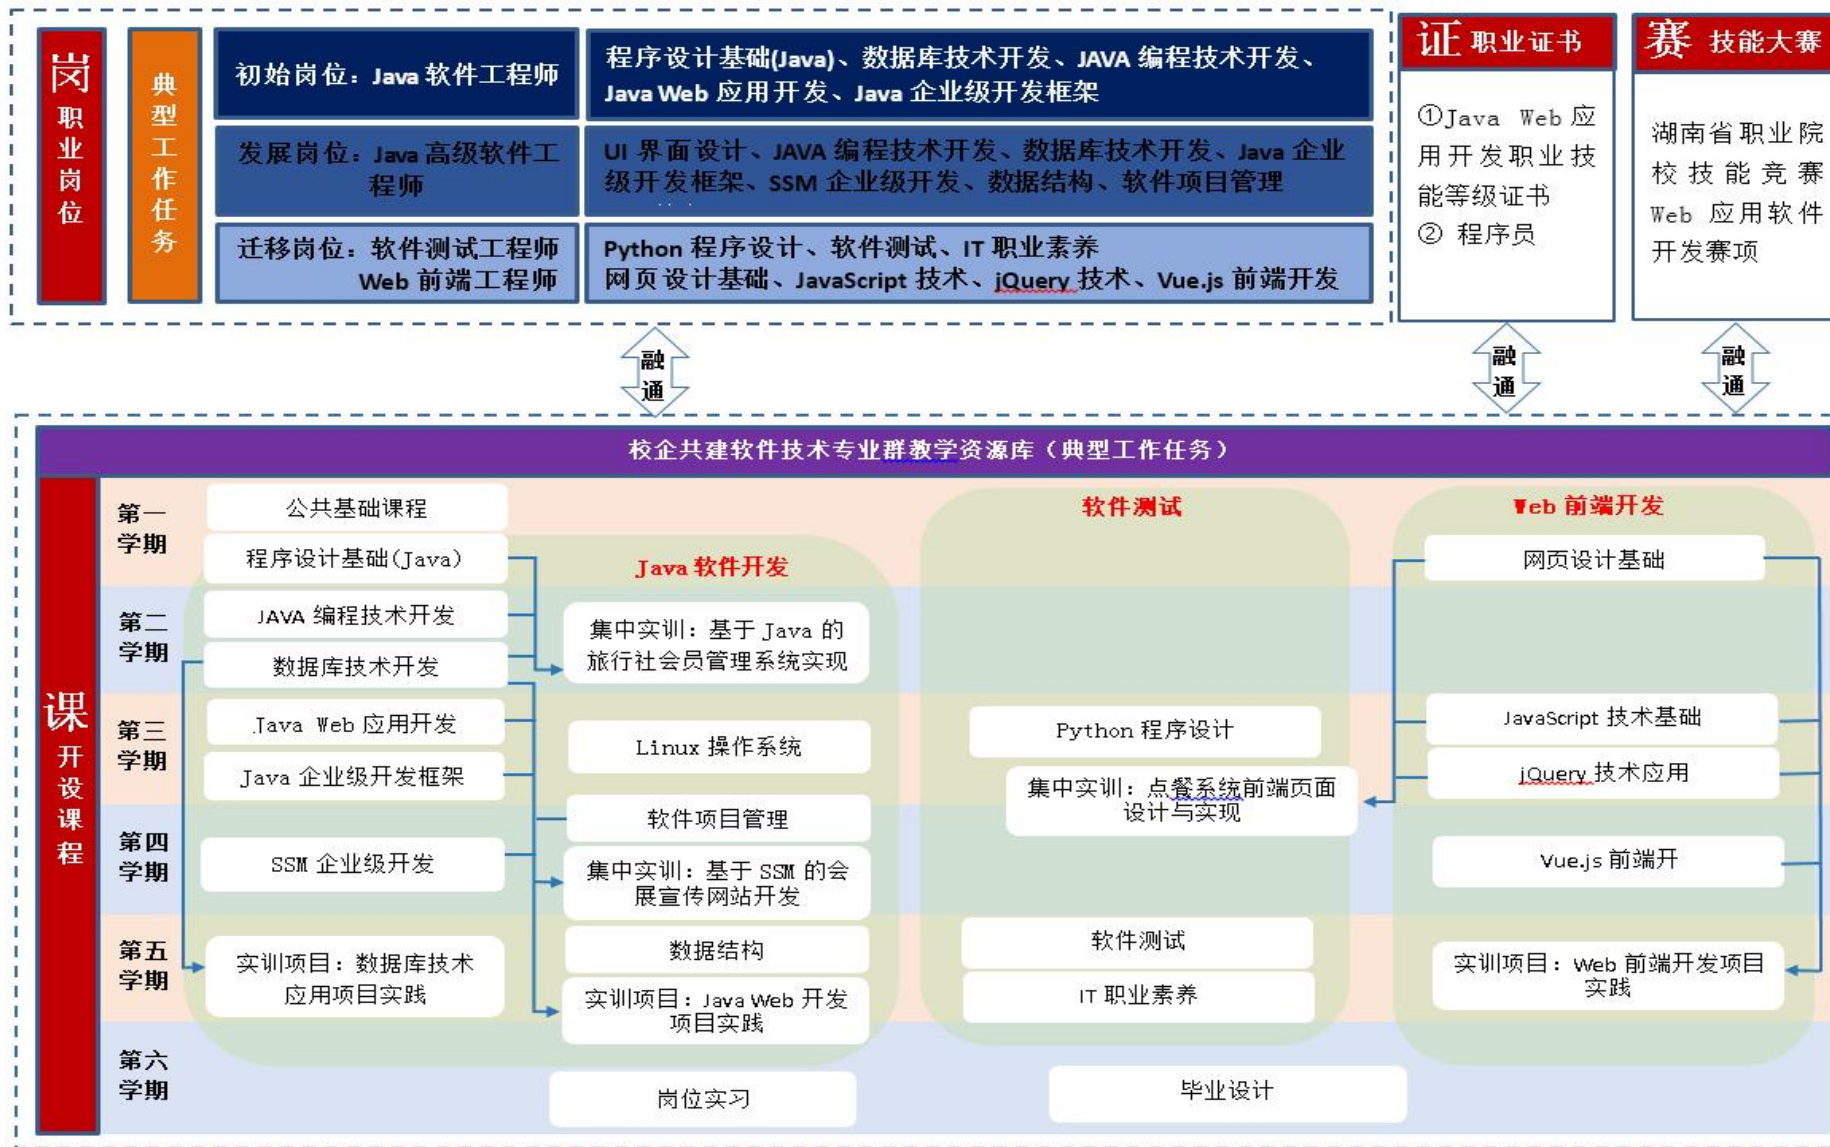 岗
职业岗位
典型工作任务
初始岗位：Java 软件工程师
程序设计基础(Java)、数据库技术开发、JAVA 编程技术开发、
Java Web 应用开发、Java 企业级开发框架
发展岗位：Java 高级软件工
程师
UI 界面设计、JAVA 编程技术开发、数据库技术开发、Java 企业
级开发框架、SSM 企业级开发、数据结构、软件项目管理
迁移岗位：软件测试工程师
Web 前端工程师
Python 程序设计、软件测试、IT 职业素养
网页设计基础、JavaScript 技术、jQuery 技术、Vue.js 前端开发
证 职业证书
①Java Web 应
用开发职业技
能等级证书
② 程序员
赛 技能大赛
湖南省职业院
校技能竞赛
Web 应用软件
开发赛项
融
通
融
通
融
通
校企共建软件技术专业群教学资源库（典型工作任务）
课
开设课程
第一
学期
公共基础课程
程序设计基础(Java)
Java 软件开发
软件测试
Web 前端开发
网页设计基础
第二
学期
JAVA 编程技术开发
数据库技术开发
集中实训：基于 Java 的
旅行社会员管理系统实现
第三
学期
Java Web 应用开发
Java 企业级开发框架
Linux 操作系统
Python 程序设计
集中实训：点餐系统前端页面
设计与实现
JavaScript 技术基础
jQuery 技术应用
第四
学期
SSM 企业级开发
软件项目管理
集中实训：基于 SSM 的会
展宣传网站开发
Vue.js 前端开
第五
学期
实训项目：数据库技术
应用项目实践
数据结构
实训项目：Java Web 开发
项目实践
软件测试
IT 职业素养
实训项目：Web 前端开发项目
实践
第六
学期
岗位实习
毕业设计